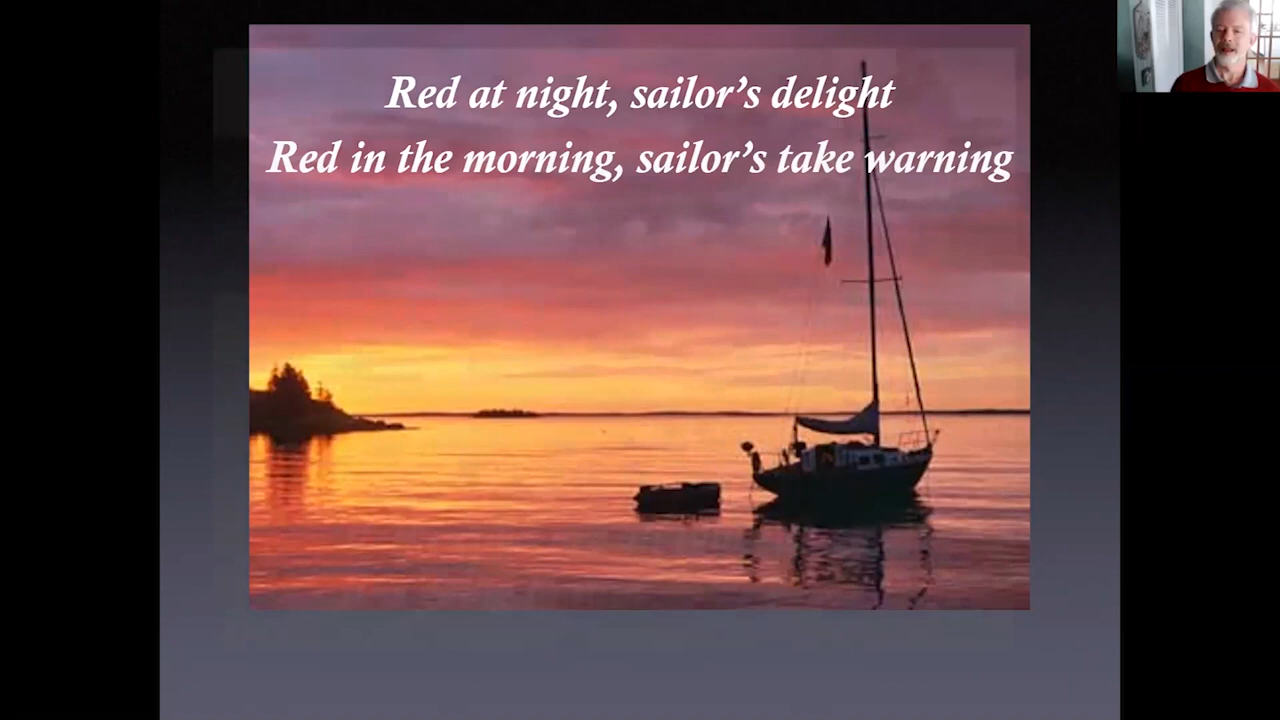 Red at night, sailor’s delight
Red in the morning, sailor’s take warning